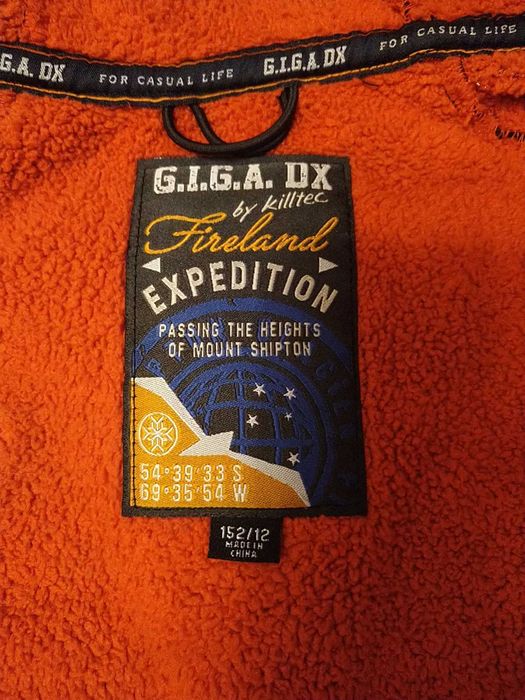 G.A. DX FOR CASUAL LIFE G.I.G.A. DX FOR CASUAL LIFE
G.I.G.A. DX
by killtec
Fireland
EXPEDITION
PASSING THE HEIGHTS
OF MOUNT SHIPTON
54°39'33 S
69°35'54 W
152/12
MADE IN
CHINA